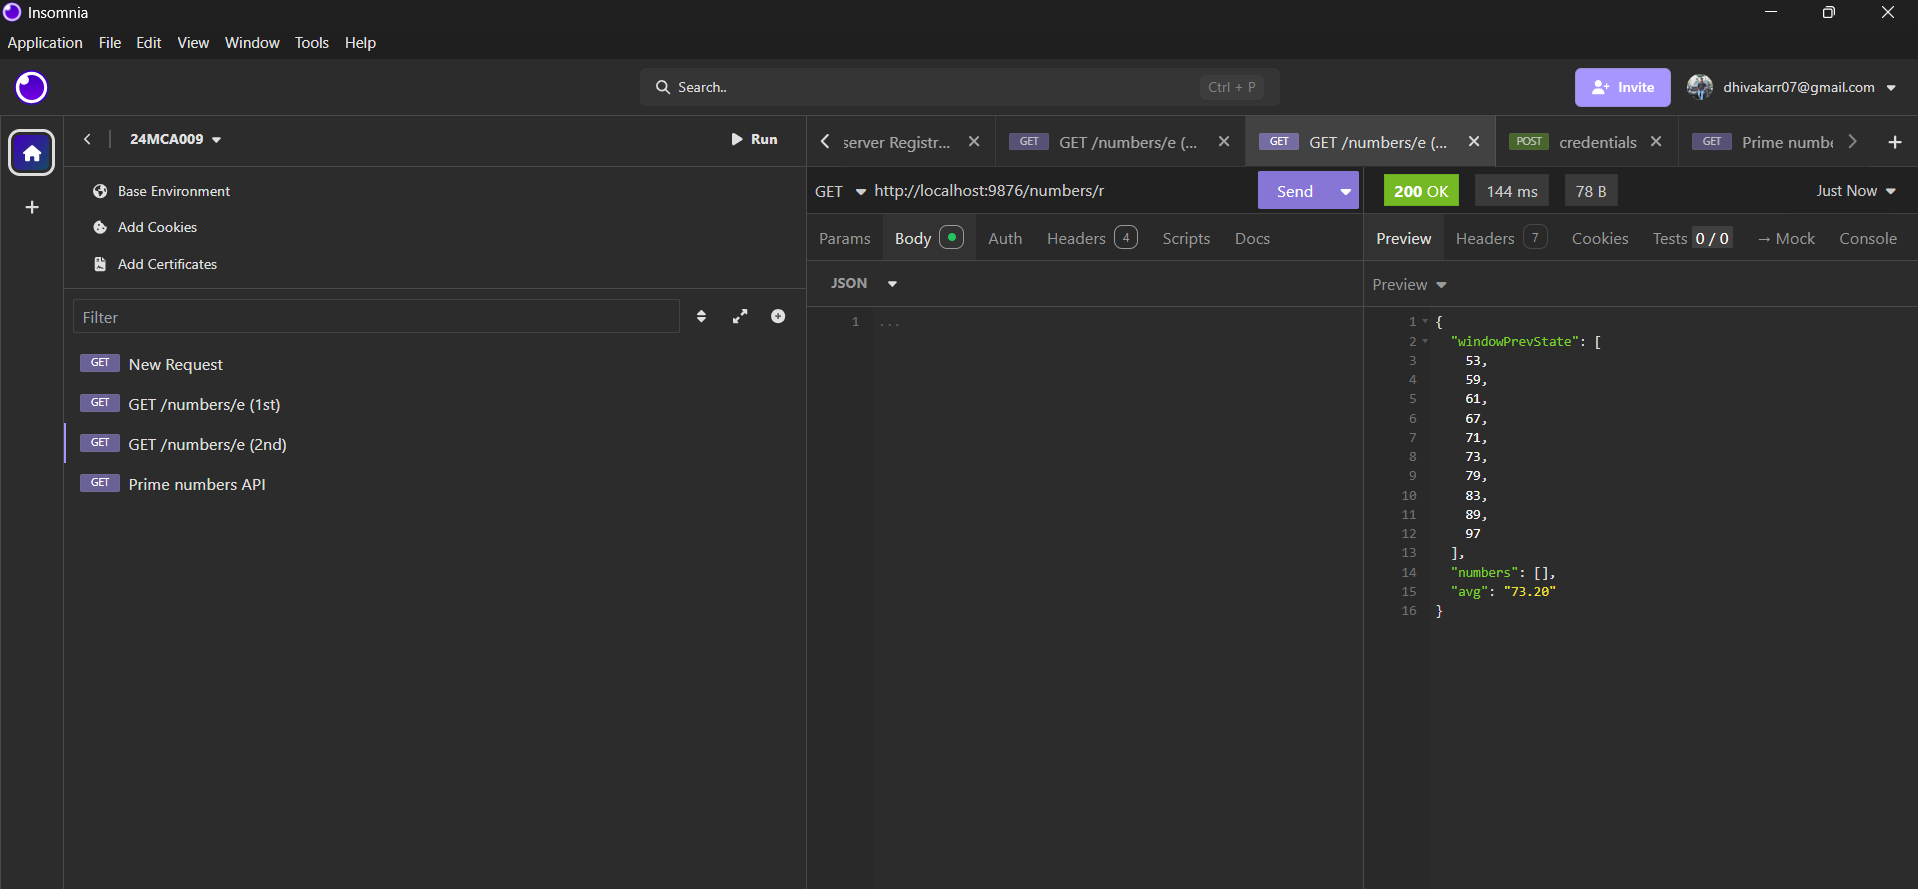 Insomnia
Application File Edit View Window Tools Help
Search.. Ctrl + P
Invite dhivakarr07@gmail.com
24MCA009 Run
Base Environment
Add Cookies
Add Certificates
Filter
GET New Request
GET GET /numbers/e (1st)
GET GET /numbers/e (2nd)
GET Prime numbers API
server Registr... GET GET /numbers/e (... GET GET /numbers/e (... POST credentials GET Prime numbe
GET http://localhost:9876/numbers/r Send
Params Body Auth Headers 4 Scripts Docs
JSON
1 ...
200 OK 144 ms 78 B Just Now
Preview Headers 7 Cookies Tests 0 / 0 → Mock Console
Preview
1 {
2 "windowPrevState": [
3 53,
4 59,
5 61,
6 67,
7 71,
8 73,
9 79,
10 83,
11 89,
12 97
13 ],
14 "numbers": [],
15 "avg": "73.20"
16 }